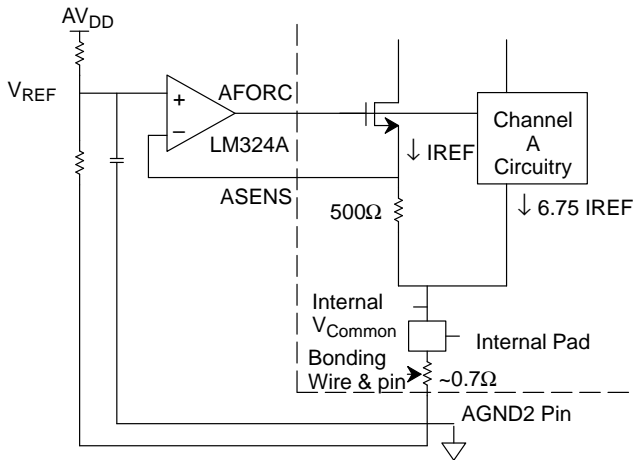 AVDD
VREF
+
AFORC
−
LM324A
ASENS
↓ IREF
Channel
A
Circuitry
↓ 6.75 IREF
500Ω
Internal
VCommon
Internal Pad
Bonding
Wire & pin
~0.7Ω
AGND2 Pin